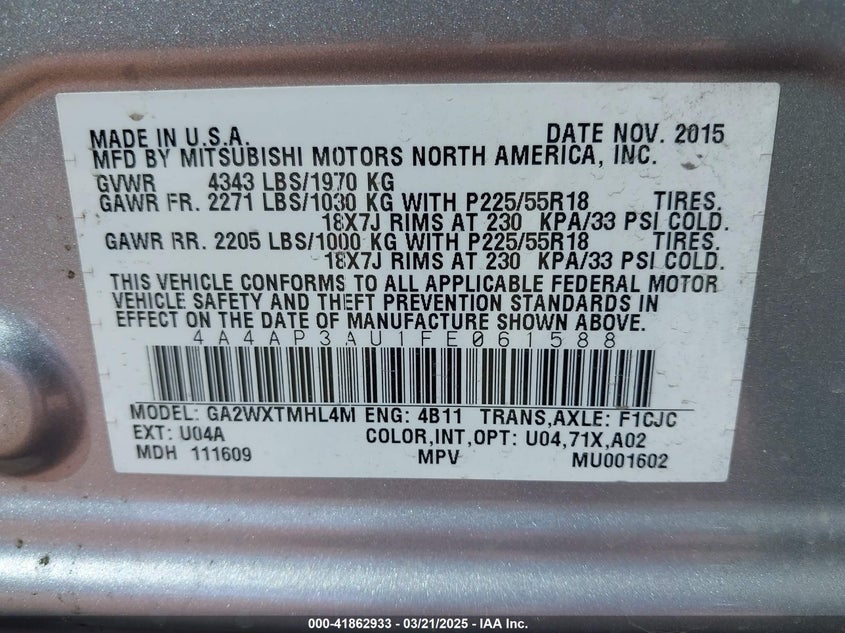 MADE IN U.S.A. DATE NOV. 2015
MFD BY MITSUBISHI MOTORS NORTH AMERICA, INC.
GVWR 4343 LBS/1970 KG
GAWR FR. 2271 LBS/1030 KG WITH P225/55R18 TIRES.
18X7J RIMS AT 230 KPA/33 PSI COLD.
GAWR RR. 2205 LBS/1000 KG WITH P225/55R18 TIRES.
18X7J RIMS AT 230 KPA/33 PSI COLD.
THIS VEHICLE CONFORMS TO ALL APPLICABLE FEDERAL MOTOR
VEHICLE SAFETY AND THEFT PREVENTION STANDARDS IN
EFFECT ON THE DATE OF MANUFACTURE SHOWN ABOVE.
4A4AP3AU1FE061588
MODEL: GA2WXTMHL4M ENG: 4B11 TRANS,AXLE: F1CJC
EXT: U04A COLOR,INT,OPT: U04,71X,A02
MDH 111609 MPV MU001602
000-41862933 - 03/21/2025 - © IAA Inc.